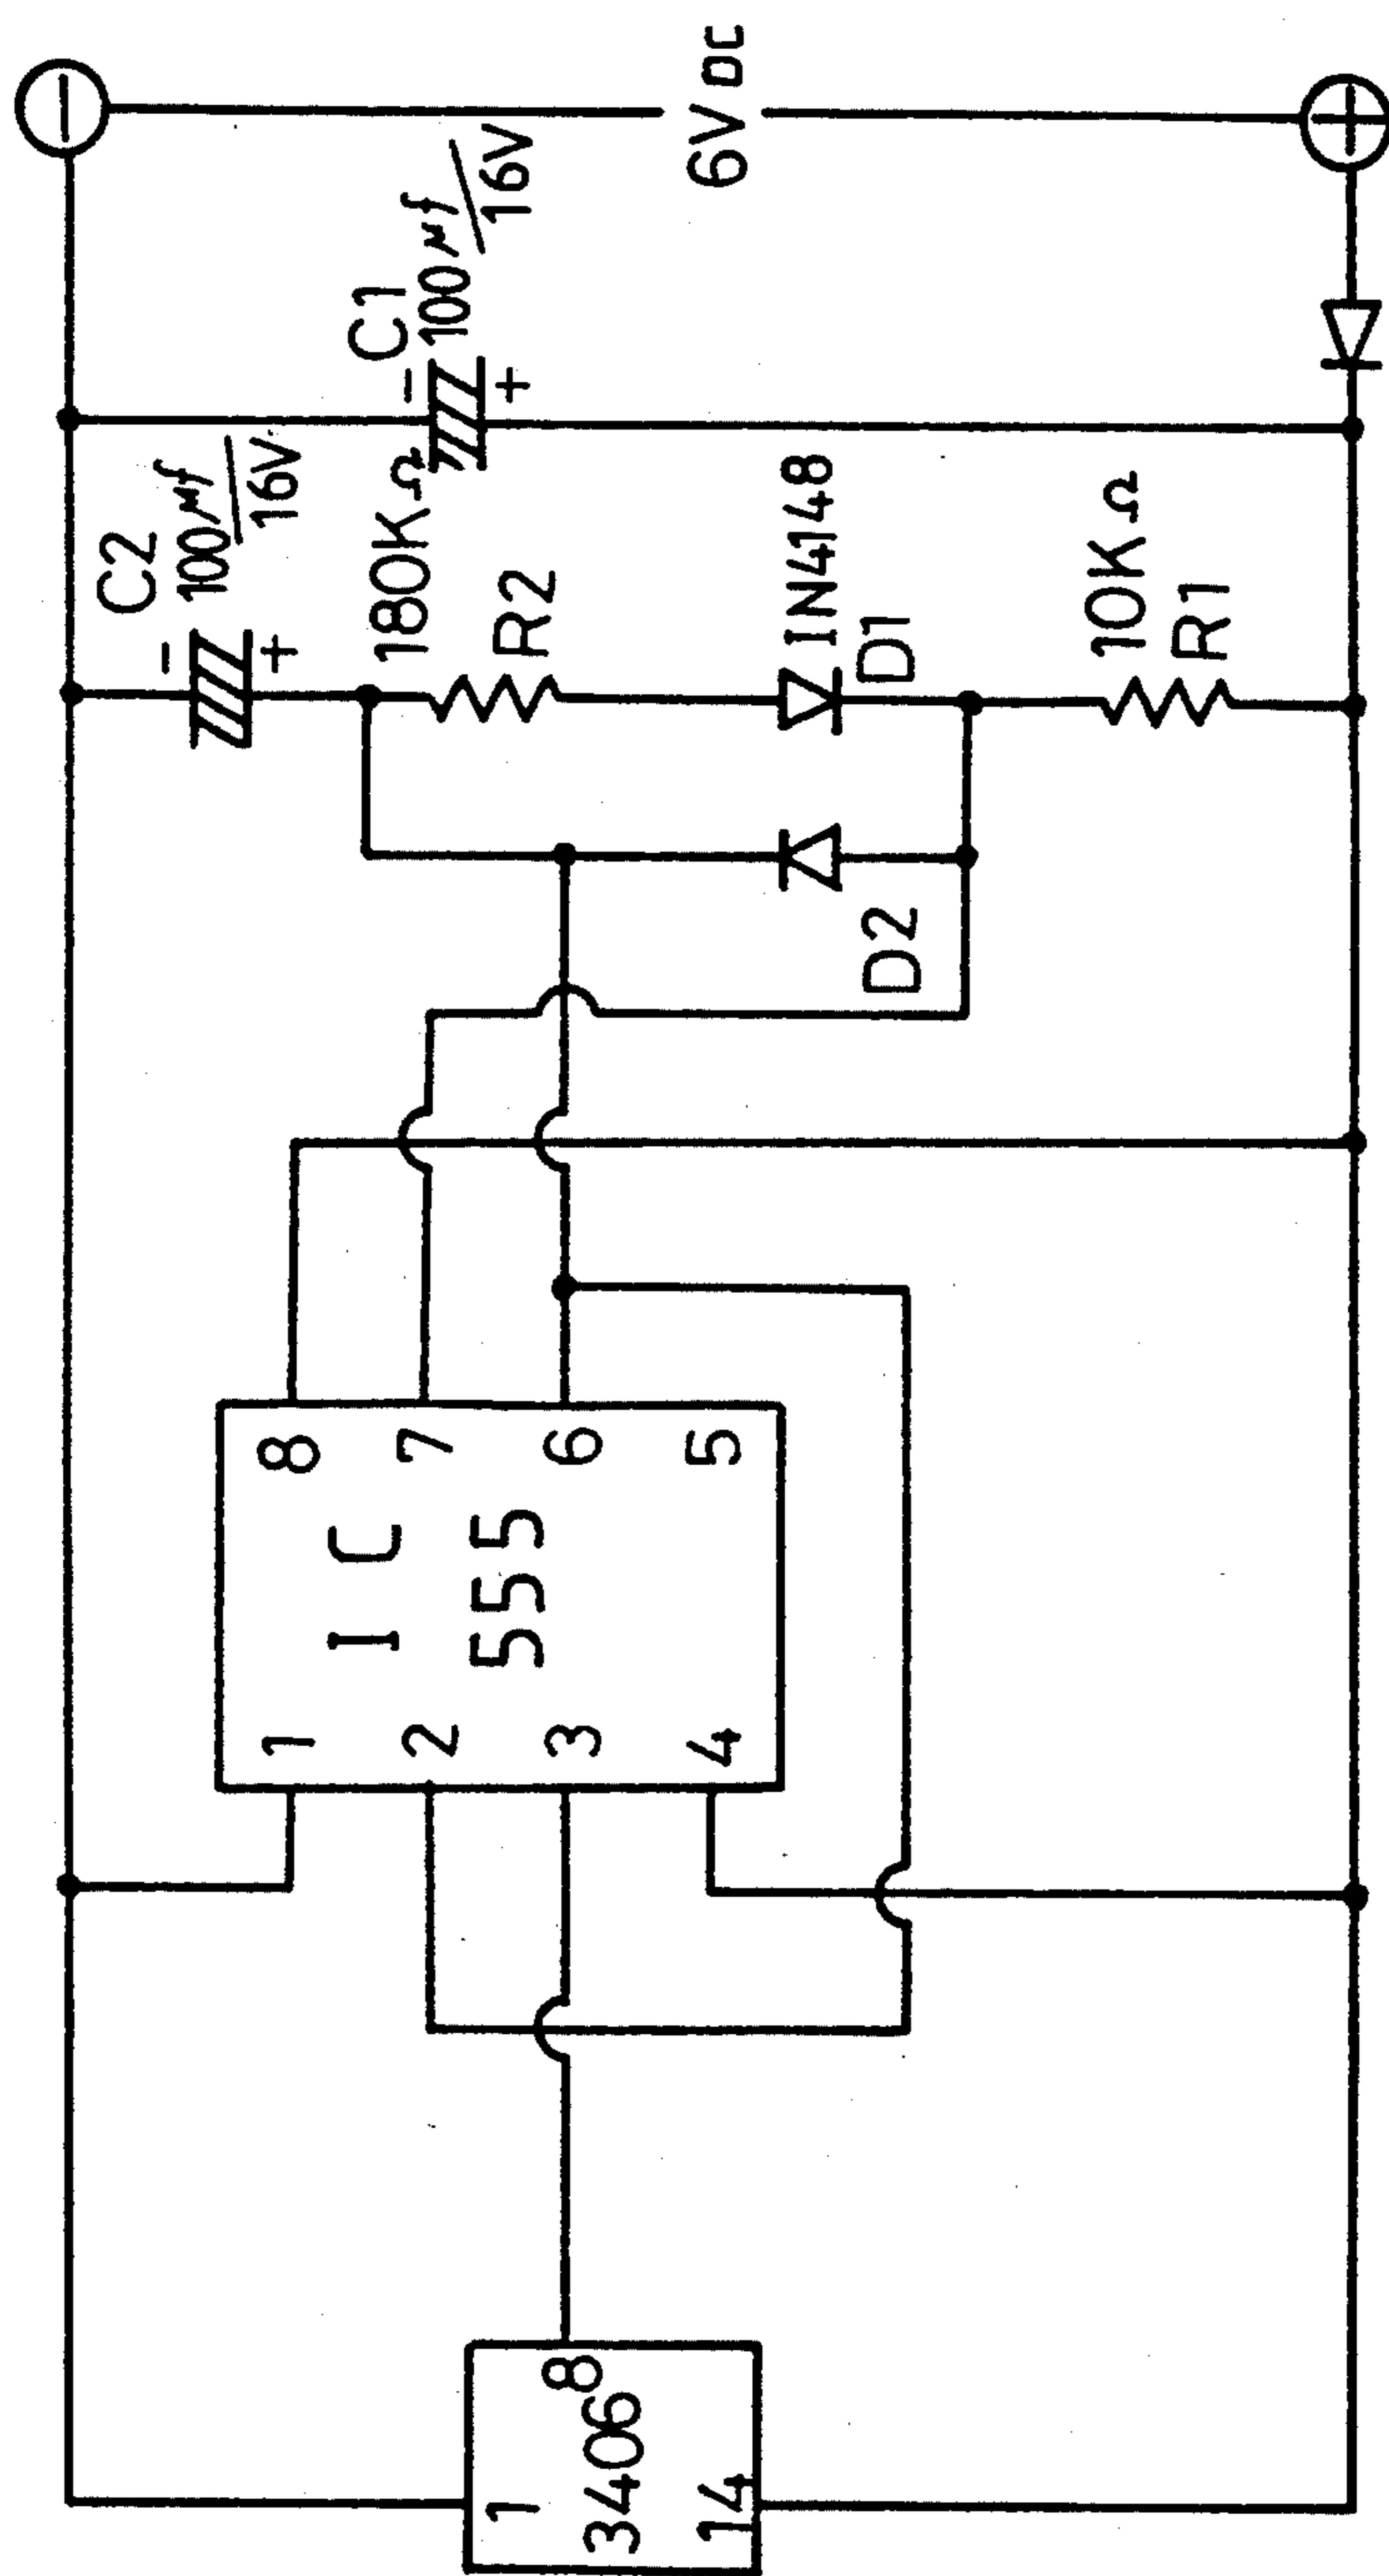 6V DC
C1
100µf/16V
C2
100µf/16V
180KΩ
R2
IN4148
D1
10KΩ
R1
D2
8 7 6 5
IC
555
1 2 3 4
8
3406
1 14
- +
- +